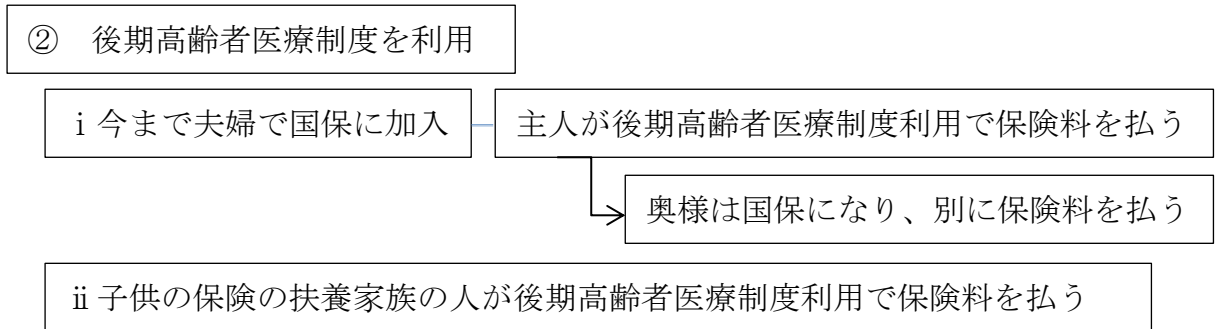 ② 後期高齢者医療制度を利用
ⅰ今まで夫婦で国保に加入
主人が後期高齢者医療制度利用で保険料を払う
奥様は国保になり、別に保険料を払う
ⅱ子供の保険の扶養家族の人が後期高齢者医療制度利用で保険料を払う